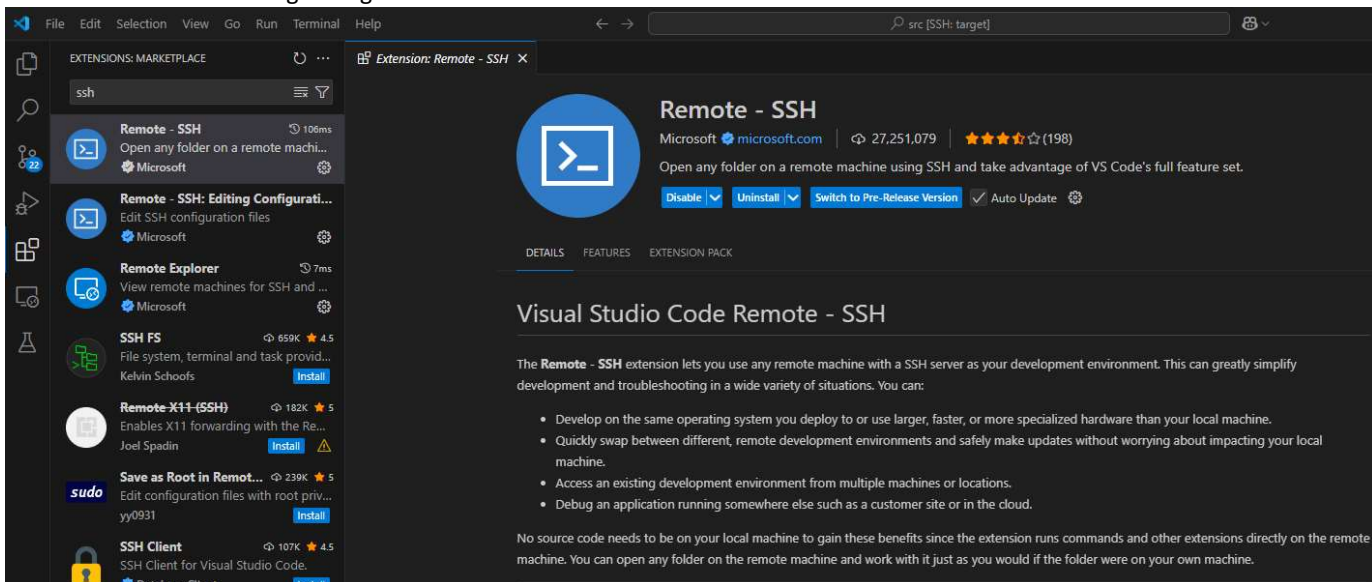 File Edit Selection View Go Run Terminal Help
src [SSH: target]
EXTENSIONS: MARKETPLACE
Extension: Remote - SSH
ssh
22
Remote - SSH 106ms
Open any folder on a remote machi...
Microsoft
Remote - SSH: Editing Configurati...
Edit SSH configuration files
Microsoft
Remote Explorer 7ms
View remote machines for SSH and ...
Microsoft
SSH FS 659K 4.5
File system, terminal and task provid...
Kelvin Schoofs Install
Remote X11 (SSH) 182K 5
Enables X11 forwarding with the Re...
Joel Spadin Install
sudo
Save as Root in Remot... 239K 5
Edit configuration files with root priv...
yy0931 Install
SSH Client 107K 4.5
SSH Client for Visual Studio Code.
Remote - SSH
Microsoft microsoft.com 27,251,079 (198)
Open any folder on a remote machine using SSH and take advantage of VS Code's full feature set.
Disable Uninstall Switch to Pre-Release Version Auto Update
DETAILS FEATURES EXTENSION PACK
Visual Studio Code Remote - SSH
The Remote - SSH extension lets you use any remote machine with a SSH server as your development environment. This can greatly simplify
development and troubleshooting in a wide variety of situations. You can:
• Develop on the same operating system you deploy to or use larger, faster, or more specialized hardware than your local machine.
• Quickly swap between different, remote development environments and safely make updates without worrying about impacting your local
machine.
• Access an existing development environment from multiple machines or locations.
• Debug an application running somewhere else such as a customer site or in the cloud.
No source code needs to be on your local machine to gain these benefits since the extension runs commands and other extensions directly on the remote
machine. You can open any folder on the remote machine and work with it just as you would if the folder were on your own machine.